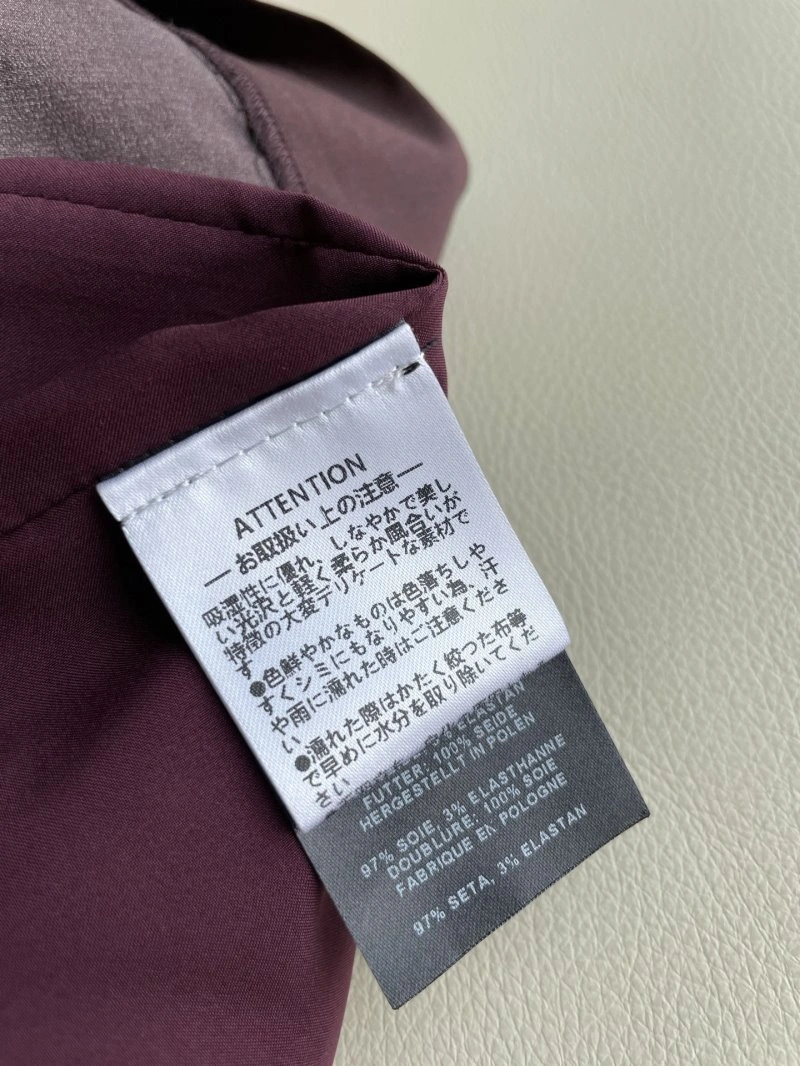 ATTENTION
— お取扱い上の注意 —
吸湿性に優れ、しなやかで美し
い光沢と軽く柔らか風合いが
特徴の大変デリケートな素材で
す
●色鮮やかなものは色落ちしや
すくシミにもなりやすい為、汗
や雨に濡れた時はご注意くださ
い
●濡れた際はかたく絞つた布等
で早めに水分を取り除いてくだ
さい
ELASTAN
FUTTER: 100% SEIDE
HERGESTELLT IN POLEN
97% SOIE, 3% ELASTHANNE
DOUBLURE: 100% SOIE
FABRIQUE EN POLOGNE
97% SETA, 3% ELASTAN